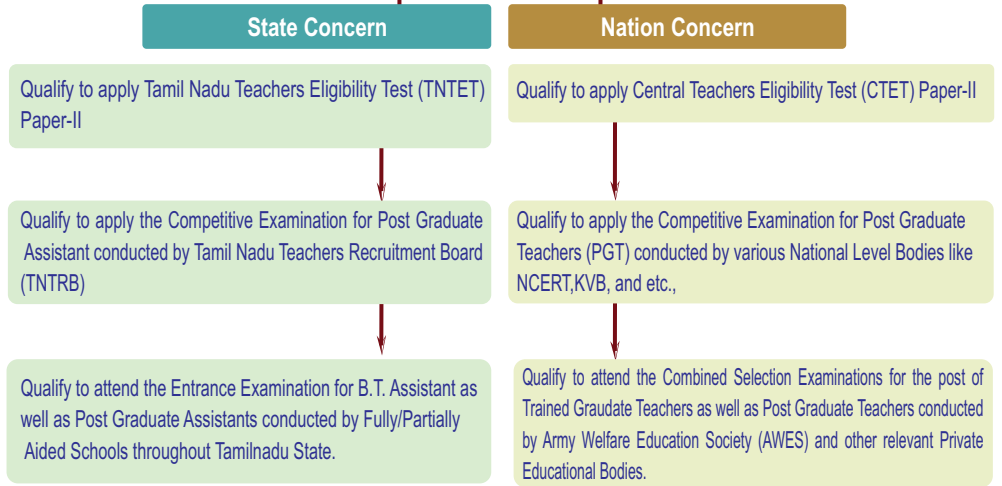 State Concern
Nation Concern
Qualify to apply Tamil Nadu Teachers Eligibility Test (TNTET)
Paper-II
Qualify to apply the Competitive Examination for Post Graduate
Assistant conducted by Tamil Nadu Teachers Recruitment Board
(TNTRB)
Qualify to attend the Entrance Examination for B.T. Assistant as
well as Post Graduate Assistants conducted by Fully/Partially
Aided Schools throughout Tamilnadu State.
Qualify to apply Central Teachers Eligibility Test (CTET) Paper-II
Qualify to apply the Competitive Examination for Post Graduate
Teachers (PGT) conducted by various National Level Bodies like
NCERT,KVB, and etc.,
Qualify to attend the Combined Selection Examinations for the post of
Trained Graudate Teachers as well as Post Graduate Teachers conducted
by Army Welfare Education Society (AWES) and other relevant Private
Educational Bodies.